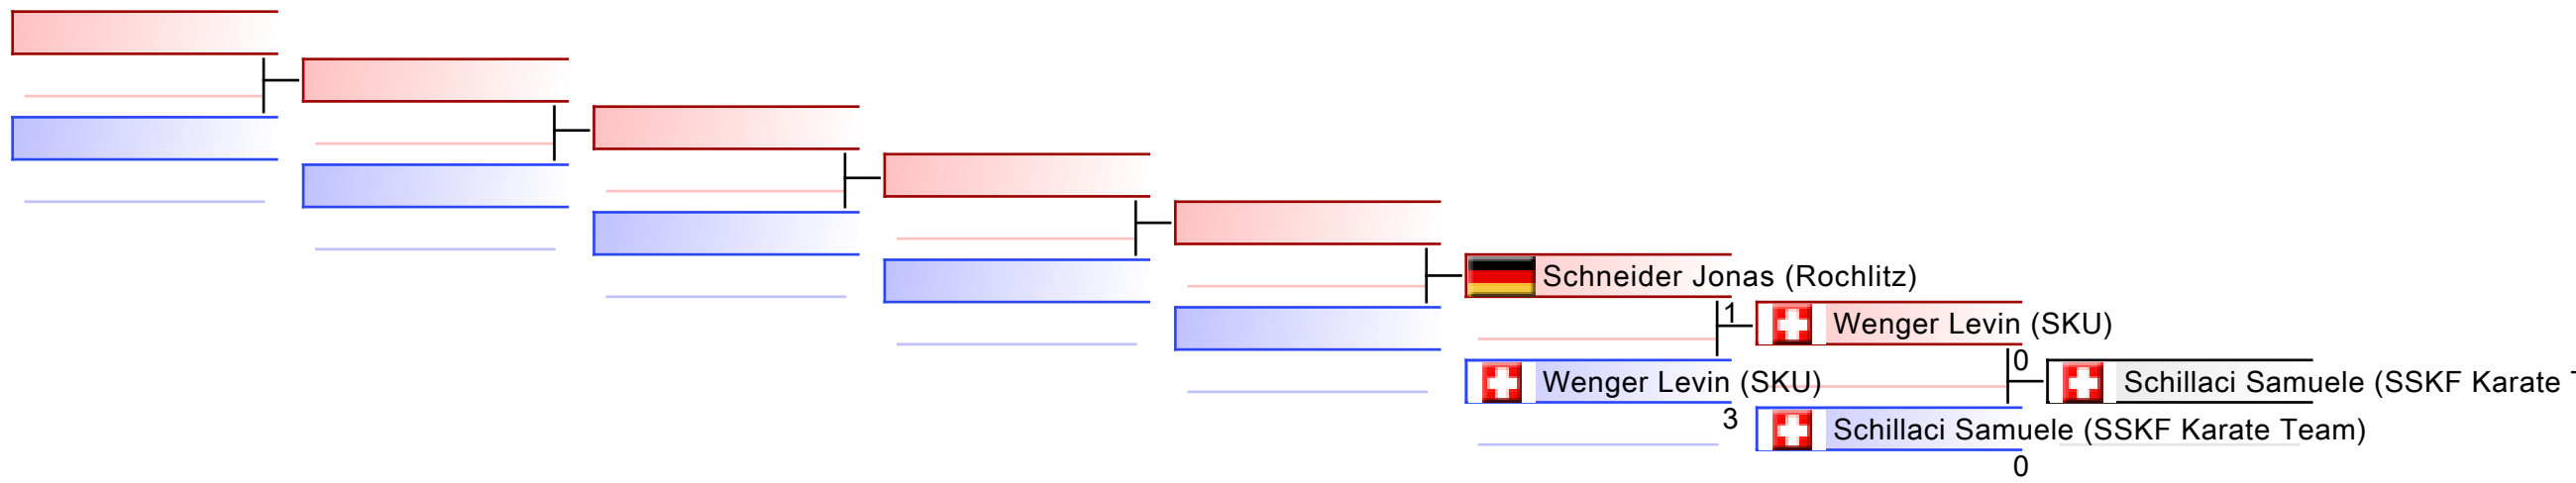 Schneider Jonas (Rochlitz)
1
Wenger Levin (SKU)
Wenger Levin (SKU)
3
0
Schillaci Samuele (SSKF Karate Team)
0
Schillaci Samuele (SSKF Karate